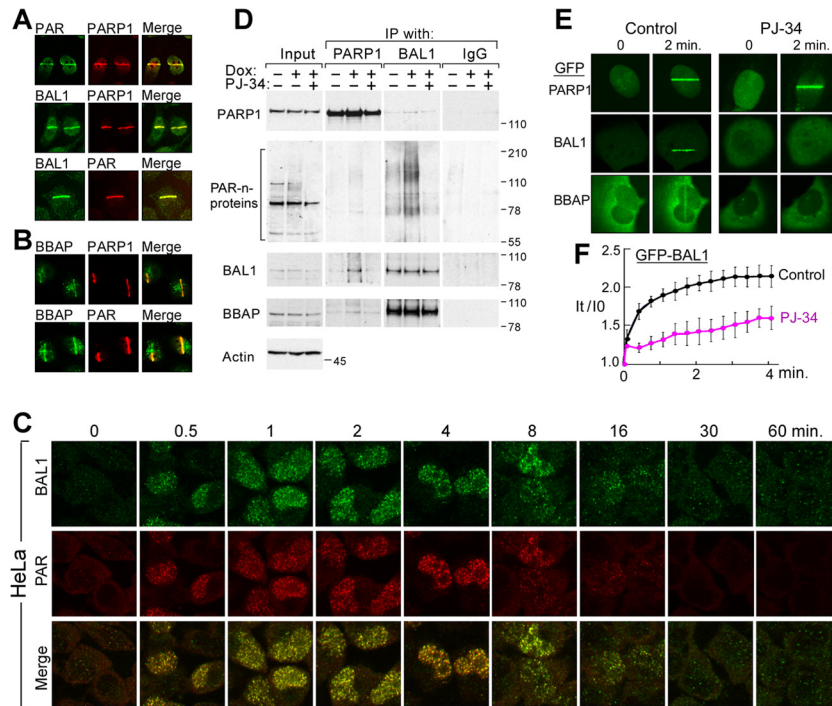 A
PAR PARP1 Merge
BAL1 PARP1 Merge
BAL1 PAR Merge
B
BBAP PARP1 Merge
BBAP PAR Merge
D
IP with:
Input PARP1 BAL1 IgG
Dox: – + + – + + – + + – + +
PJ-34: + + + +
PARP1
110
PAR-n-
proteins
210
110
78
55
BAL1
110
78
BBAP
110
78
Actin
45
E
Control PJ-34
0 2 min. 0 2 min.
GFP
PARP1
BAL1
BBAP
F
GFP-BAL1
2.5
2.0
It/I0
1.5
1.0
Control
PJ-34
0 2 4 min.
C
0 0.5 1 2 4 8 16 30 60 min.
HeLa
BAL1
PAR
Merge